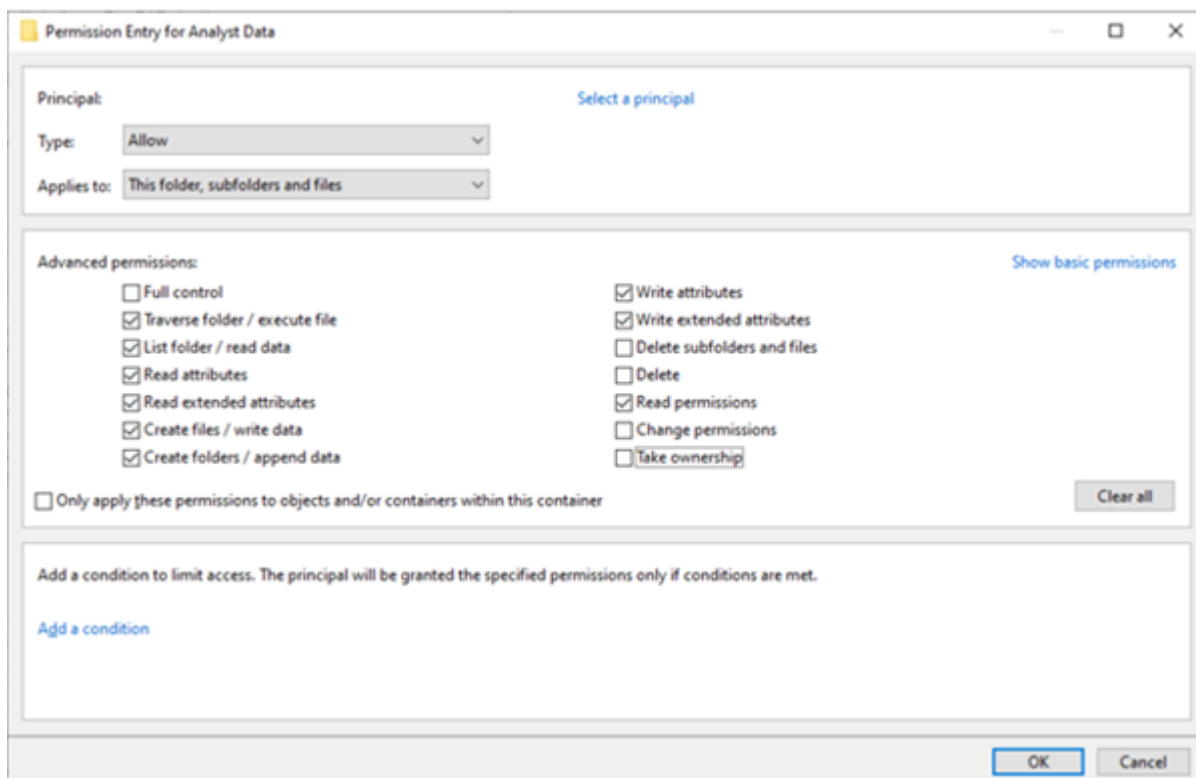 Permission Entry for Analyst Data
Principal:
Select a principal
Type:
Allow
Applies to:
This folder, subfolders and files
Advanced permissions:
Show basic permissions
Full control
Traverse folder / execute file
List folder / read data
Read attributes
Read extended attributes
Create files / write data
Create folders / append data
Write attributes
Write extended attributes
Delete subfolders and files
Delete
Read permissions
Change permissions
Take ownership
Only apply these permissions to objects and/or containers within this container
Clear all
Add a condition to limit access. The principal will be granted the specified permissions only if conditions are met.
Add a condition
OK
Cancel